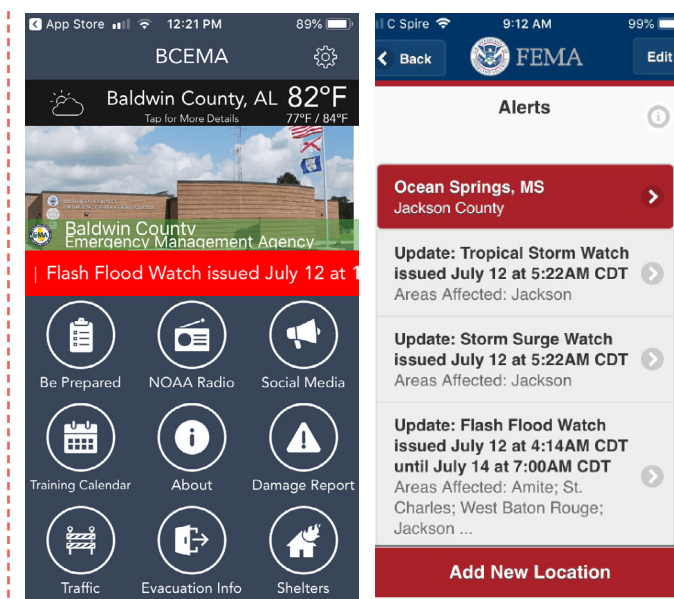 App Store
12:21 PM
89%
BCEMA
Baldwin County, AL
82°F
Tap for More Details
77°F / 84°F
Baldwin County
Emergency Management Agency
Flash Flood Watch issued July 12 at
Be Prepared
NOAA Radio
Social Media
Training Calendar
About
Damage Report
Traffic
Evacuation Info
Shelters
C Spire
9:12 AM
99%
Back
FEMA
Edit
Alerts
Ocean Springs, MS
Jackson County
Update: Tropical Storm Watch
issued July 12 at 5:22AM CDT
Areas Affected: Jackson
Update: Storm Surge Watch
issued July 12 at 5:22AM CDT
Areas Affected: Jackson
Update: Flash Flood Watch
issued July 12 at 4:14AM CDT
until July 14 at 7:00AM CDT
Areas Affected: Amite; St.
Charles; West Baton Rouge;
Jackson ...
Add New Location